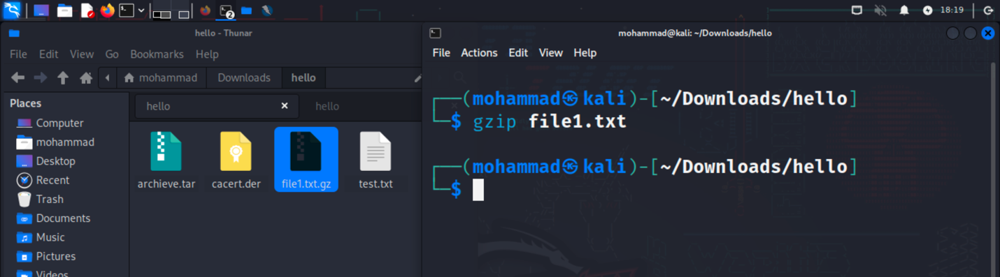 2
18:19
hello - Thunar
File Edit View Go Bookmarks Help
mohammad Downloads hello
Places
Computer
mohammad
Desktop
Recent
Trash
Documents
Music
Pictures
Videos
hello × hello
archieve.tar cacert.der file1.txt.gz test.txt
mohammad@kali: ~/Downloads/hello
File Actions Edit View Help
┌──(mohammad㉿kali)-[~/Downloads/hello]
└─$ gzip file1.txt
┌──(mohammad㉿kali)-[~/Downloads/hello]
└─$